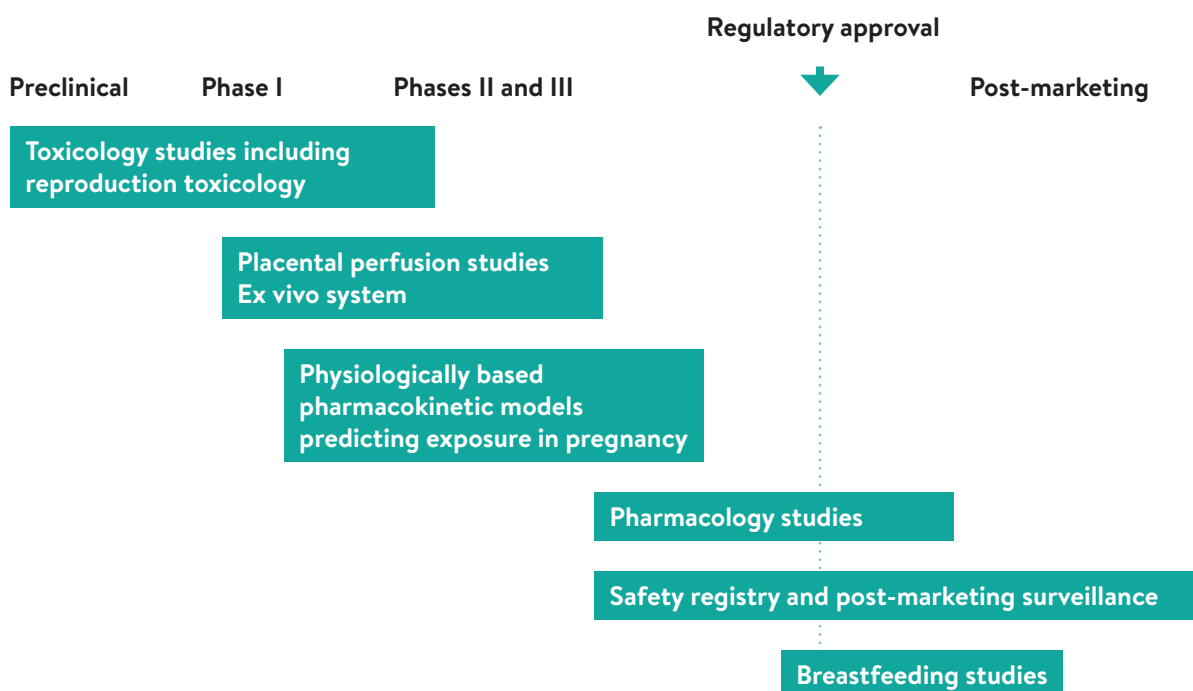 Regulatory approval
Preclinical
Phase I
Phases II and III
Post-marketing
Toxicology studies including
reproduction toxicology
Placental perfusion studies
Ex vivo system
Physiologically based
pharmacokinetic models
predicting exposure in pregnancy
Pharmacology studies
Safety registry and post-marketing surveillance
Breastfeeding studies